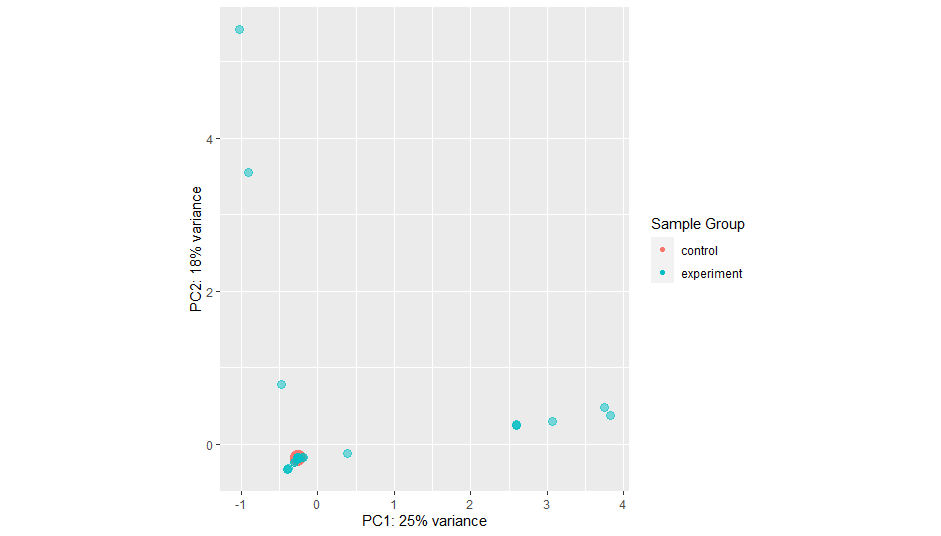 4
2
0
-1
0
1
2
3
4
PC1: 25% variance
PC2: 18% variance
Sample Group
control
experiment